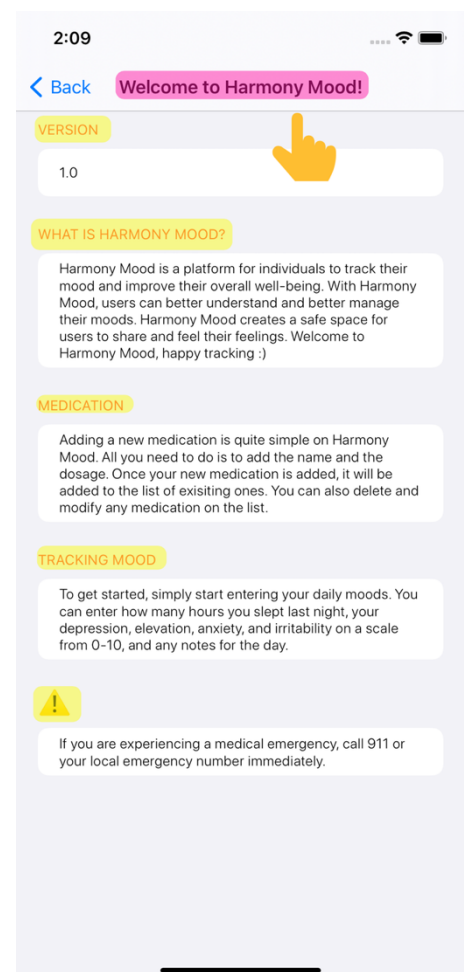 2:09
Back
Welcome to Harmony Mood!
VERSION
1.0
WHAT IS HARMONY MOOD?
Harmony Mood is a platform for individuals to track their
mood and improve their overall well-being. With Harmony
Mood, users can better understand and better manage
their moods. Harmony Mood creates a safe space for
users to share and feel their feelings. Welcome to
Harmony Mood, happy tracking :)
MEDICATION
Adding a new medication is quite simple on Harmony
Mood. All you need to do is to add the name and the
dosage. Once your new medication is added, it will be
added to the list of exisiting ones. You can also delete and
modify any medication on the list.
TRACKING MOOD
To get started, simply start entering your daily moods. You
can enter how many hours you slept last night, your
depression, elevation, anxiety, and irritability on a scale
from 0-10, and any notes for the day.
If you are experiencing a medical emergency, call 911 or
your local emergency number immediately.